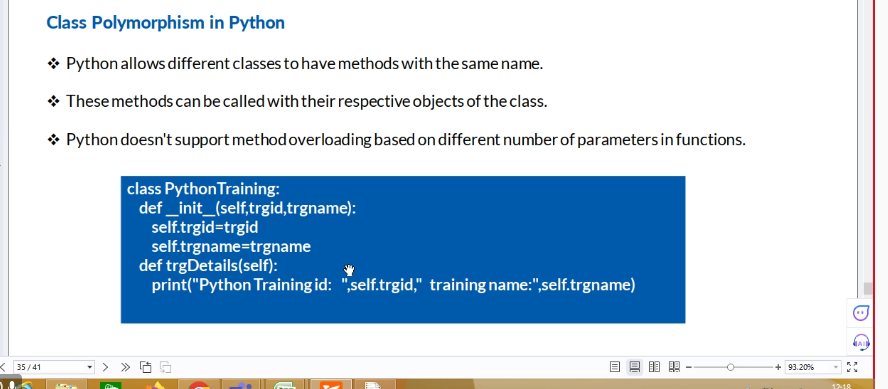 Class Polymorphism in Python
❖ Python allows different classes to have methods with the same name.
❖ These methods can be called with their respective objects of the class.
❖ Python doesn't support method overloading based on different number of parameters in functions.
class PythonTraining:
def __init__(self,trgid,trgname):
self.trgid=trgid
self.trgname=trgname
def trgDetails(self):
print("Python Training id:   ",self.trgid,"  training name:",self.trgname)
35 / 41
93.20%
12:18